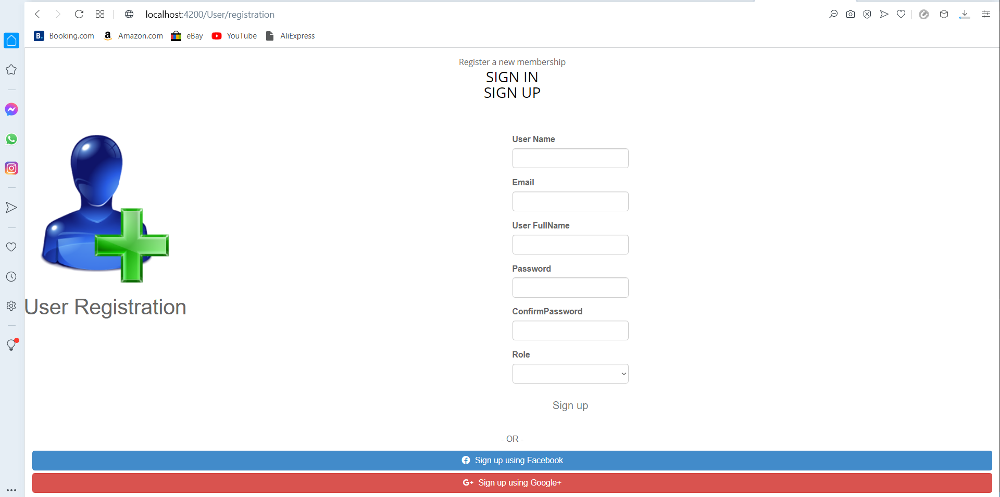 localhost:4200/User/registration
B. Booking.com a Amazon.com eBay YouTube AliExpress
Register a new membership
SIGN IN
SIGN UP
User Name
Email
User FullName
Password
ConfirmPassword
Role
User Registration
Sign up
- OR -
Sign up using Facebook
G+ Sign up using Google+